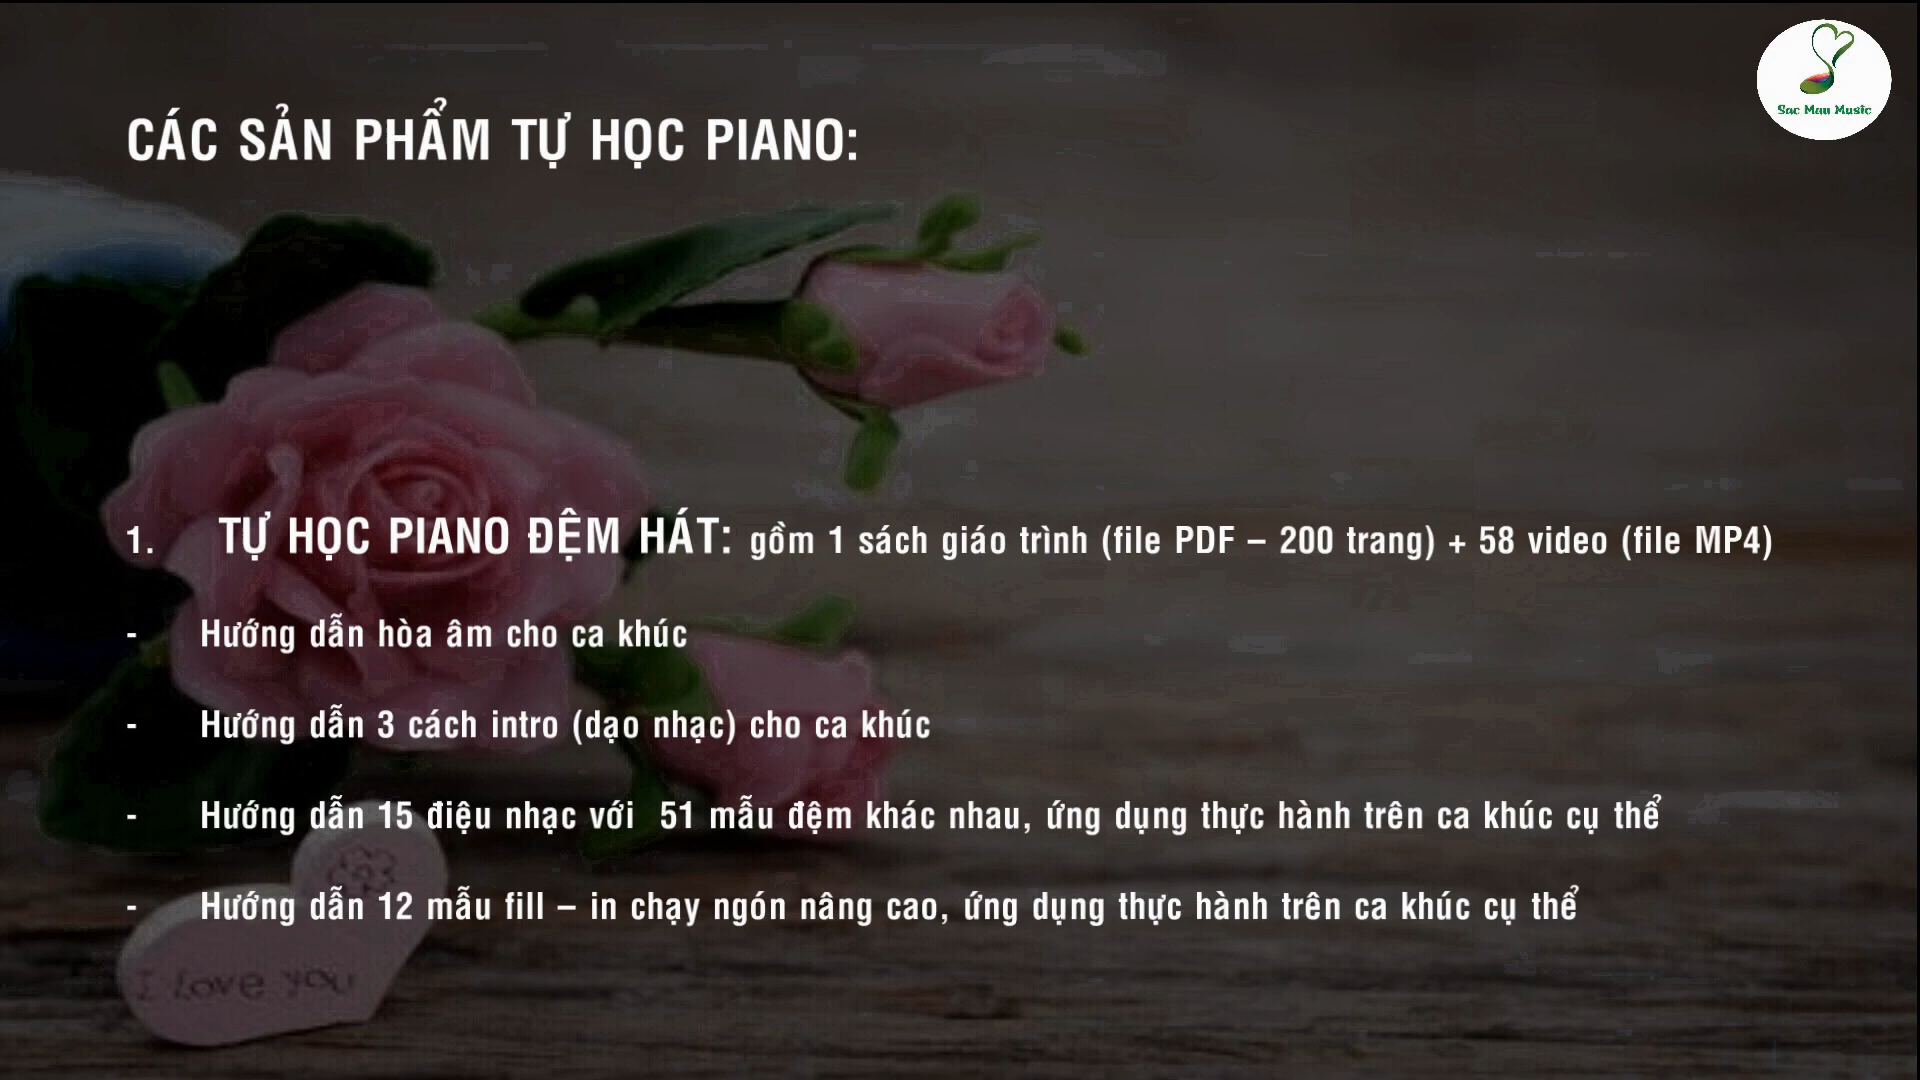 Sac Mau Music
CÁC SẢN PHẨM TỰ HỌC PIANO:
1. TỰ HỌC PIANO ĐỆM HÁT: gồm 1 sách giáo trình (file PDF – 200 trang) + 58 video (file MP4)
- Hướng dẫn hòa âm cho ca khúc
- Hướng dẫn 3 cách intro (dạo nhạc) cho ca khúc
- Hướng dẫn 15 điệu nhạc với  51 mẫu đệm khác nhau, ứng dụng thực hành trên ca khúc cụ thể
- Hướng dẫn 12 mẫu fill – in chạy ngón nâng cao, ứng dụng thực hành trên ca khúc cụ thể
I Love you